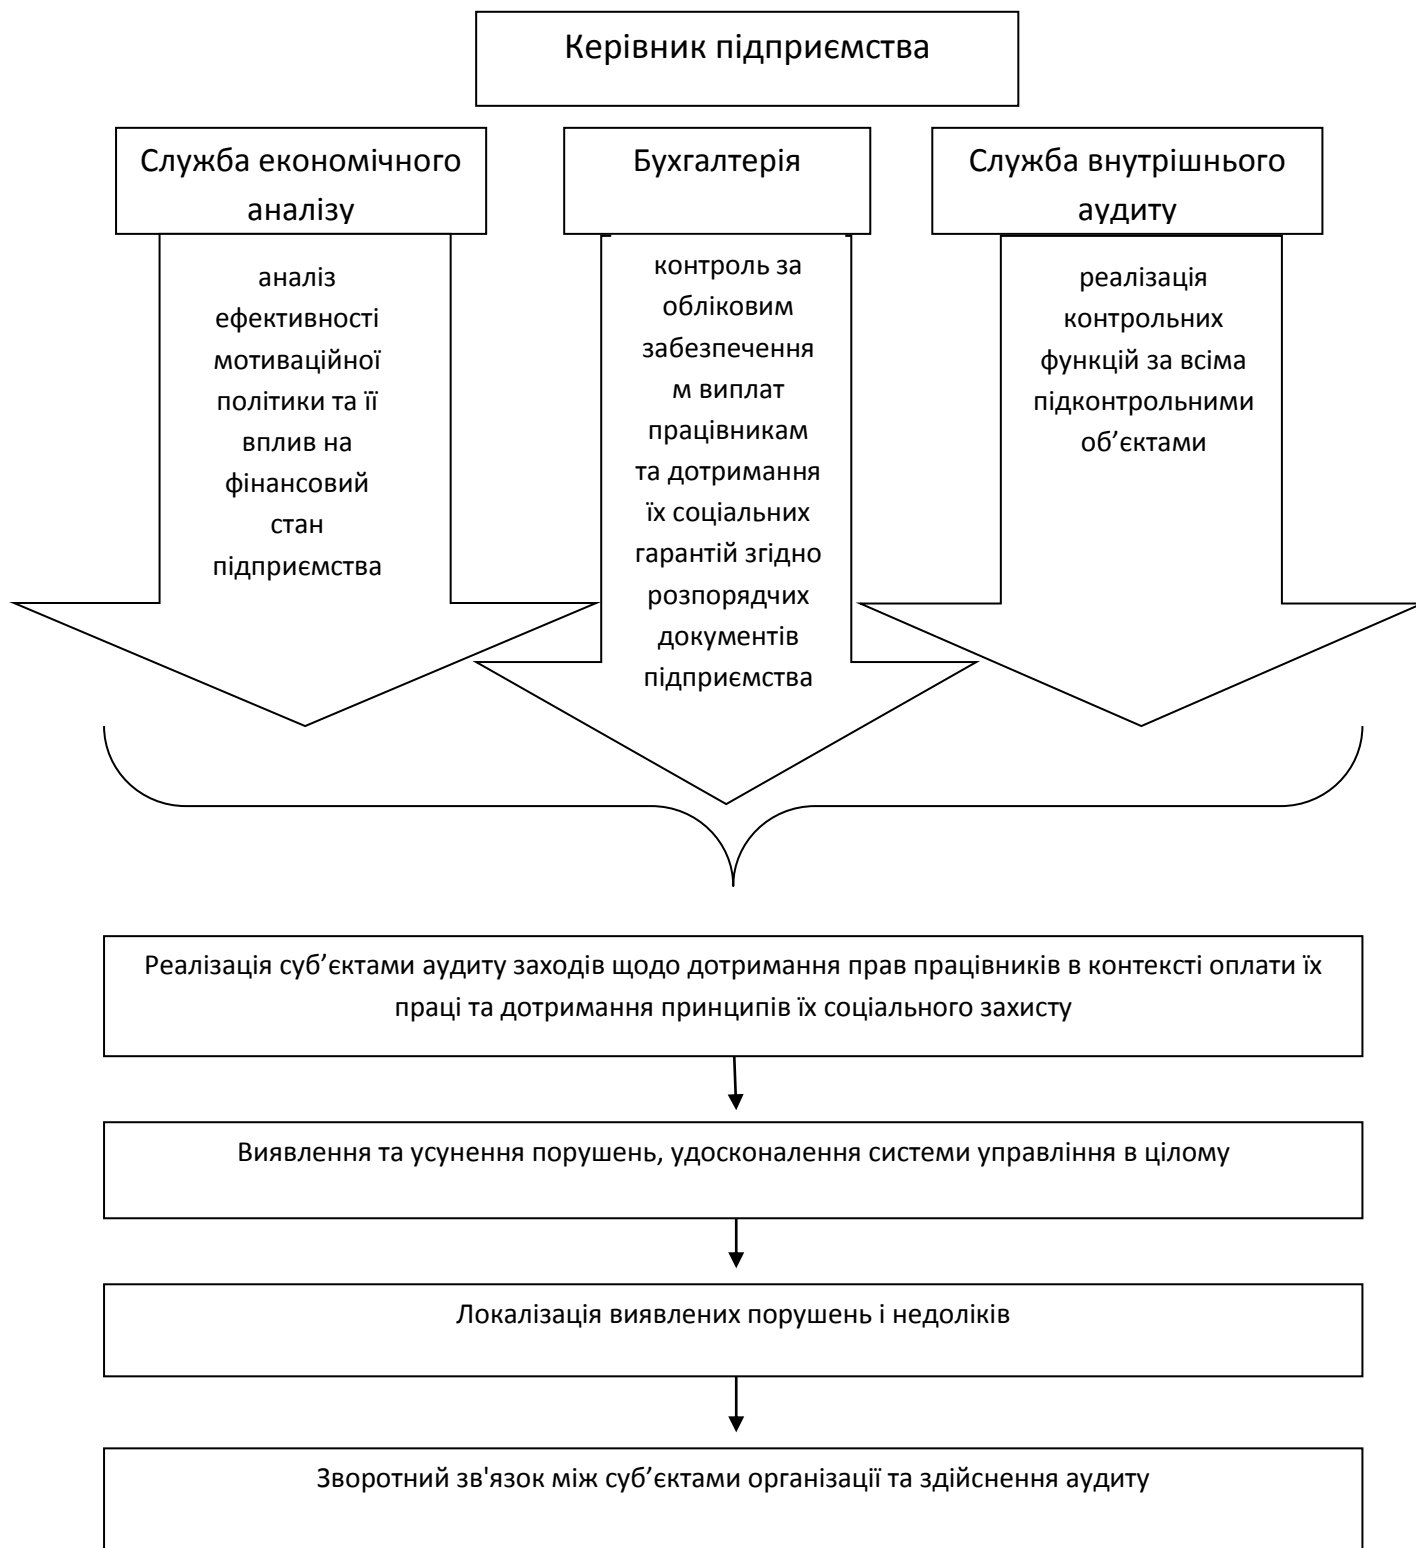 Керівник підприємства
Служба економічного
аналізу
Бухгалтерія
Служба внутрішнього
аудиту
аналіз
ефективності
мотиваційної
політики та її
вплив на
фінансовий
стан
підприємства
контроль за
обліковим
забезпечення
м виплат
працівникам
та дотримання
їх соціальних
гарантій згідно
розпорядчих
документів
підприємства
реалізація
контрольних
функцій за всіма
підконтрольними
об’єктами
Реалізація суб’єктами аудиту заходів щодо дотримання прав працівників в контексті оплати їх
праці та дотримання принципів їх соціального захисту
Виявлення та усунення порушень, удосконалення системи управління в цілому
Локалізація виявлених порушень і недоліків
Зворотний зв'язок між суб’єктами організації та здійснення аудиту